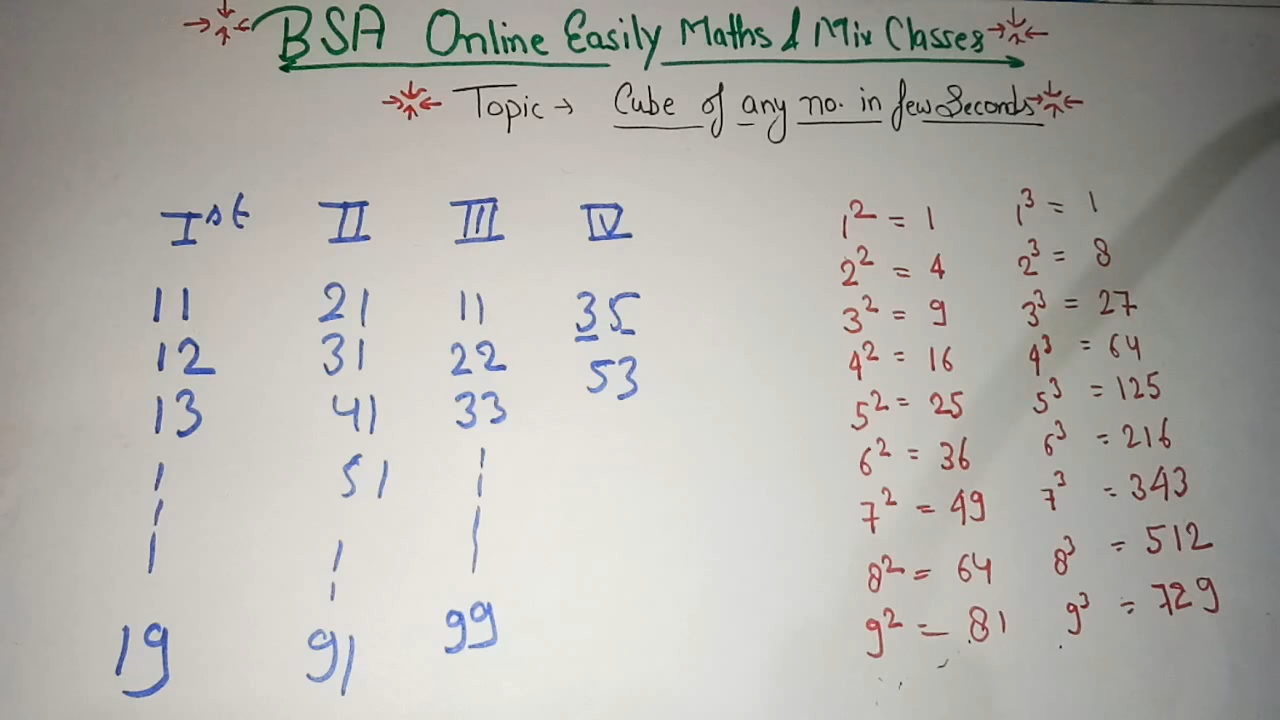 BSA Online Easily Maths & Mix Classes
Topic → Cube of any no. in few Seconds
Ist II III IV
11 21 11 35
12 31 22 53
13 41 33
51
19 91 99
1² = 1 1³ = 1
2² = 4 2³ = 8
3² = 9 3³ = 27
4² = 16 4³ = 64
5² = 25 5³ = 125
6² = 36 6³ = 216
7² = 49 7³ = 343
8² = 64 8³ = 512
9² = 81 9³ = 729